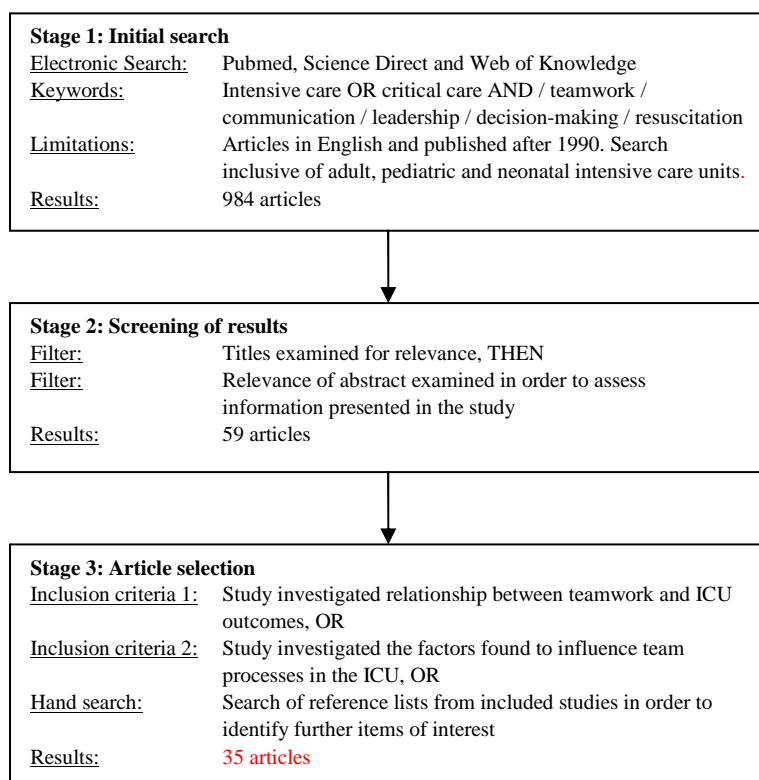 Stage 1: Initial search
Electronic Search: Pubmed, Science Direct and Web of Knowledge
Keywords: Intensive care OR critical care AND / teamwork /
communication / leadership / decision-making / resuscitation
Limitations: Articles in English and published after 1990. Search
inclusive of adult, pediatric and neonatal intensive care units.
Results: 984 articles
Stage 2: Screening of results
Filter: Titles examined for relevance, THEN
Filter: Relevance of abstract examined in order to assess
information presented in the study
Results: 59 articles
Stage 3: Article selection
Inclusion criteria 1: Study investigated relationship between teamwork and ICU
outcomes, OR
Inclusion criteria 2: Study investigated the factors found to influence team
processes in the ICU, OR
Hand search: Search of reference lists from included studies in order to
identify further items of interest
Results: 35 articles